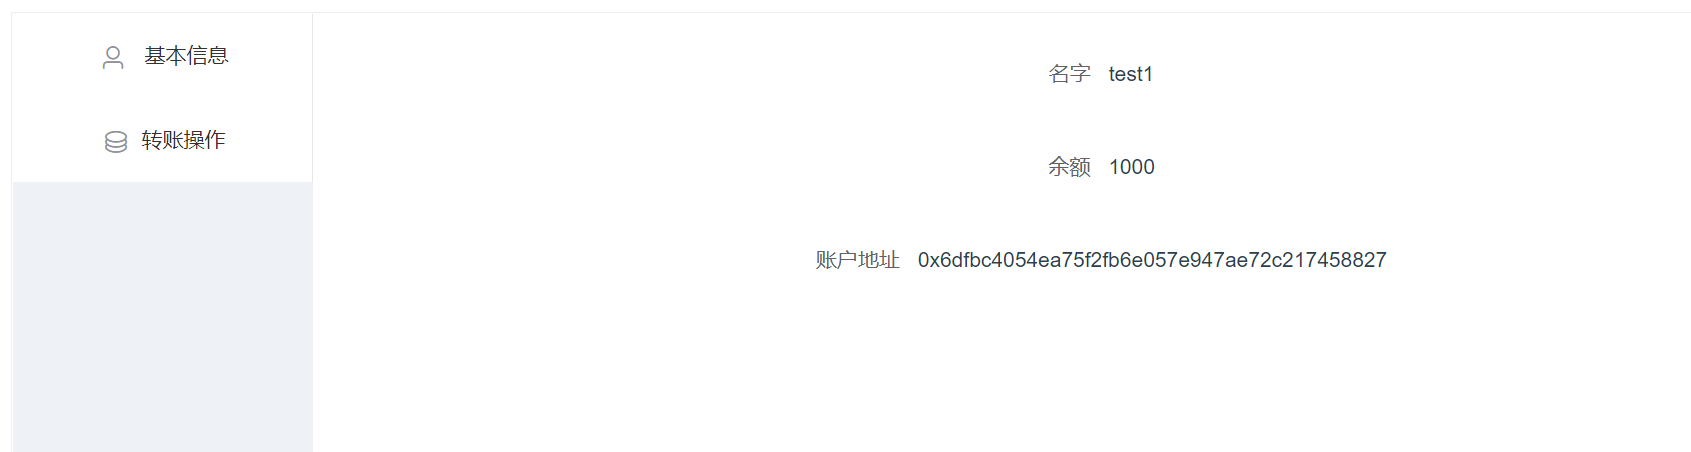 基本信息
转账操作
名字 test1
余额 1000
账户地址 0x6dfbc4054ea75f2fb6e057e947ae72c217458827